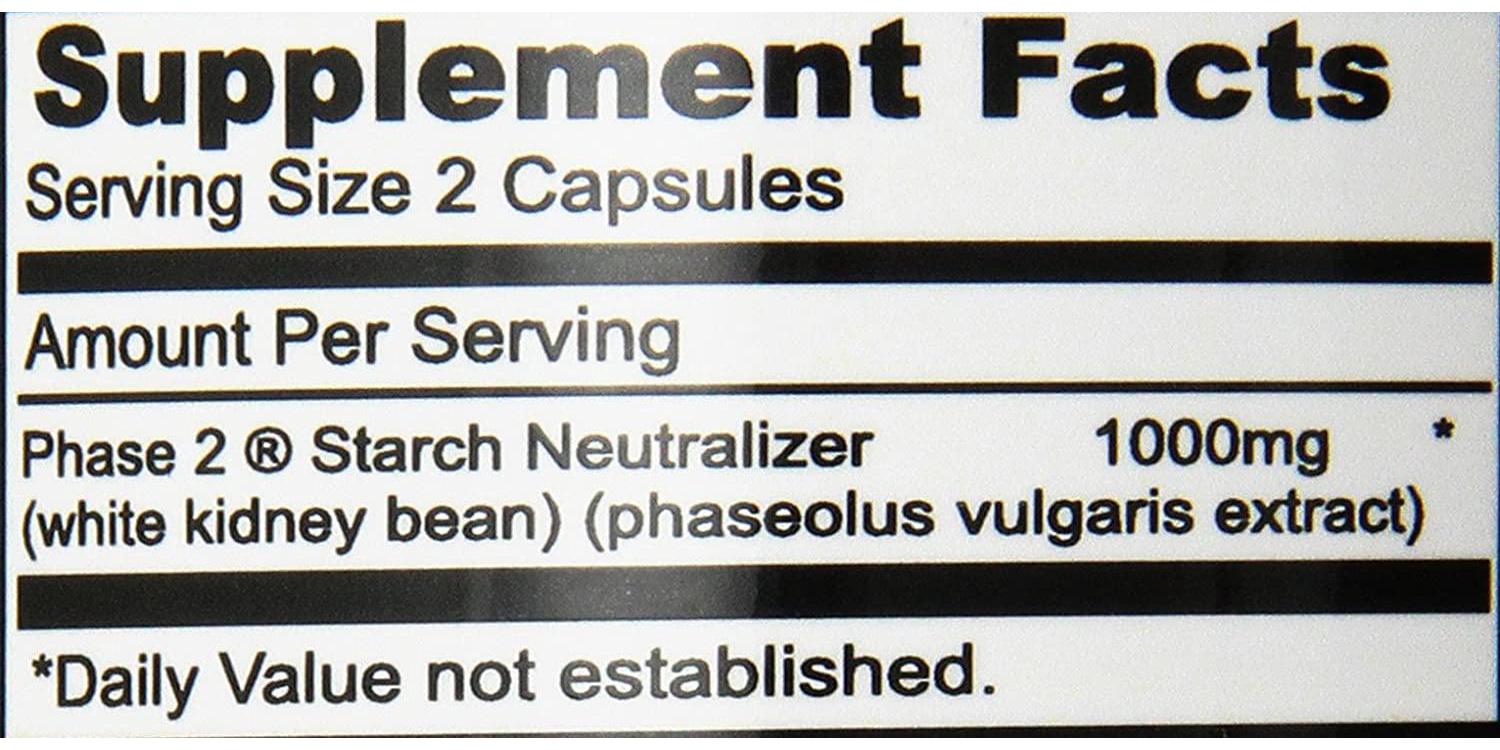 Supplement Facts
Serving Size 2 Capsules
Amount Per Serving
Phase 2 ® Starch Neutralizer 1000mg *
(white kidney bean) (phaseolus vulgaris extract)
*Daily Value not established.